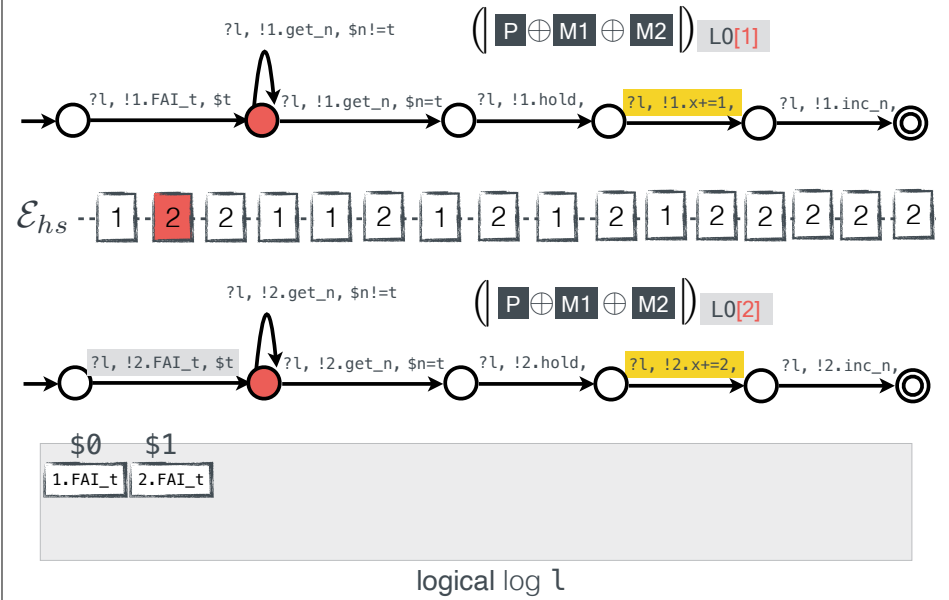 ?l, !1.get_n, $n!=t
(| P ⊕ M1 ⊕ M2 |) L0[1]
?l, !1.FAI_t, $t ?l, !1.get_n, $n=t ?l, !1.hold, ?l, !1.x+=1, ?l, !1.inc_n,
ℰhs 1 2 2 1 1 2 1 2 1 2 1 2 2 2 2 2
?l, !2.get_n, $n!=t
(| P ⊕ M1 ⊕ M2 |) L0[2]
?l, !2.FAI_t, $t ?l, !2.get_n, $n=t ?l, !2.hold, ?l, !2.x+=2, ?l, !2.inc_n,
$0 $1
1.FAI_t 2.FAI_t
logical log l